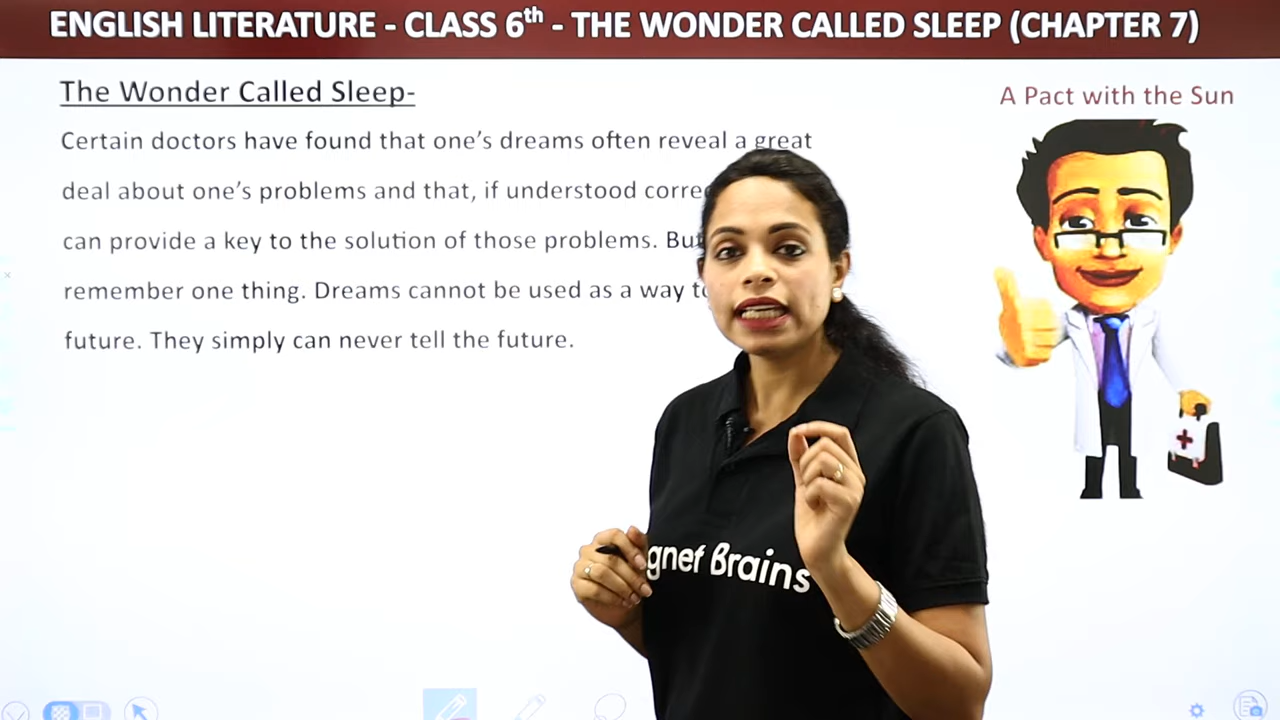 ENGLISH LITERATURE - CLASS 6th - THE WONDER CALLED SLEEP (CHAPTER 7)
The Wonder Called Sleep-
A Pact with the Sun
Certain doctors have found that one's dreams often reveal a great
deal about one's problems and that, if understood
can provide a key to the solution of those problems.
remember one thing. Dreams cannot be used as a way
future. They simply can never tell the future.
Brains